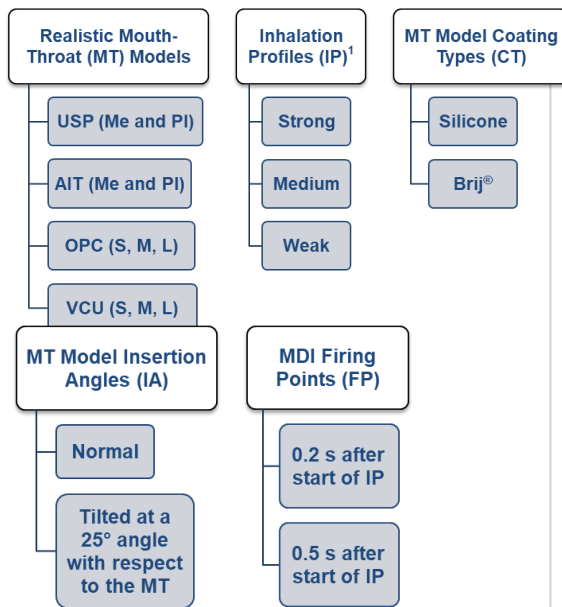 Realistic Mouth-
Throat (MT) Models
USP (Me and Pl)
AIT (Me and Pl)
OPC (S, M, L)
VCU (S, M, L)
Inhalation
Profiles (IP)¹
Strong
Medium
Weak
MT Model Coating
Types (CT)
Silicone
Brij®
MT Model Insertion
Angles (IA)
Normal
Tilted at a
25° angle
with respect
to the MT
MDI Firing
Points (FP)
0.2 s after
start of IP
0.5 s after
start of IP